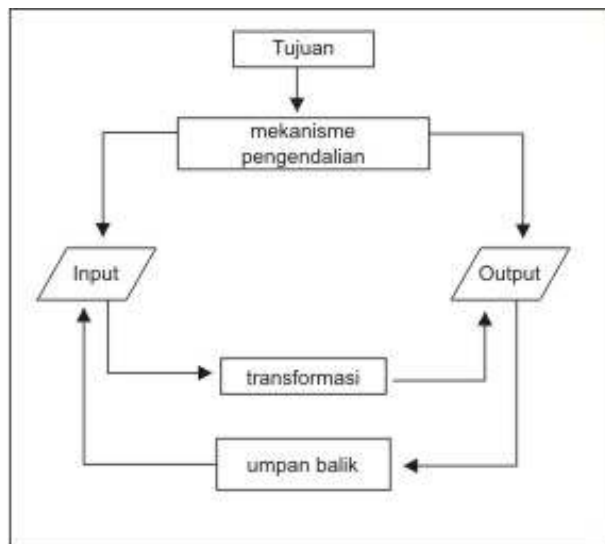 Tujuan
mekanisme
pengendalian
Input
Output
transformasi
umpan balik